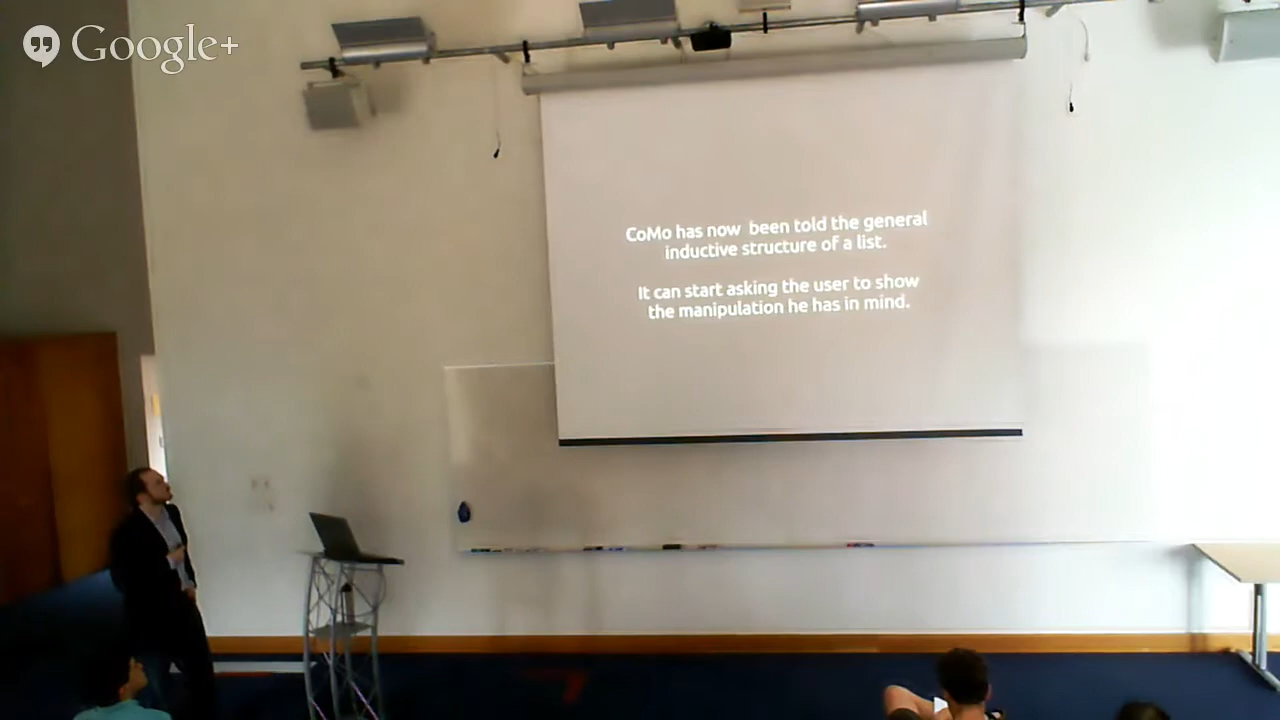 Google+
CoMo has now been told the general
inductive structure of a list.
It can start asking the user to show
the manipulation he has in mind.